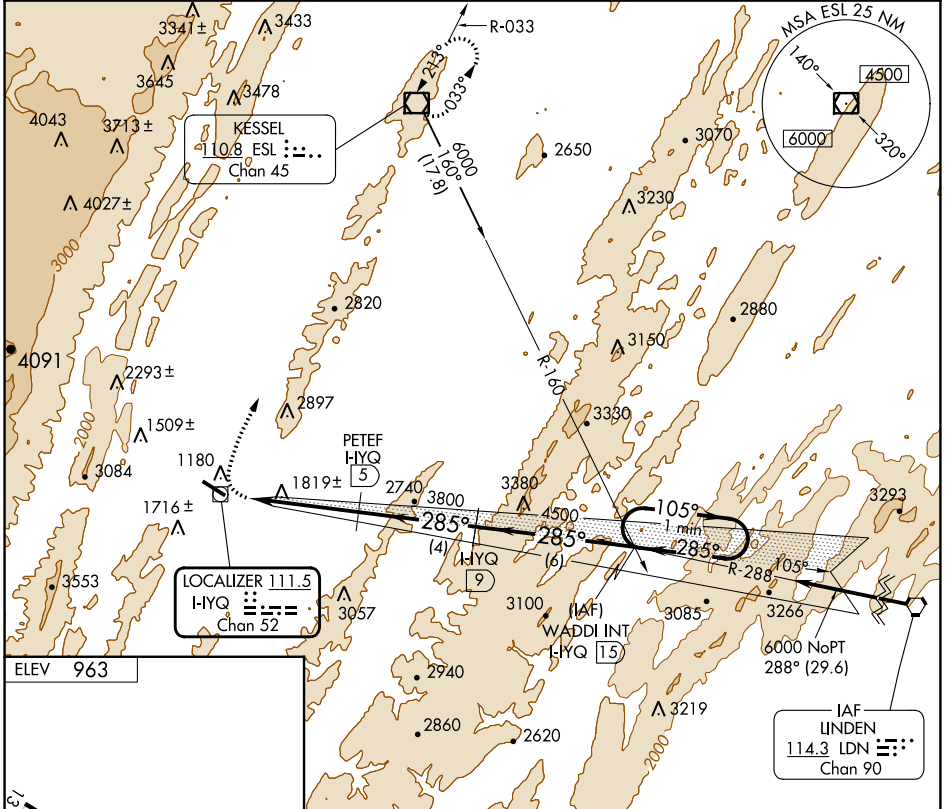 3341±
3433
R-033
MSA ESL 25 NM
3645
213°
140°
4500
3478
033°
4043
3713±
KESSEL
110.8 ESL
Chan 45
6000
160°
(17.8)
2650
3070
6000
320°
4027±
3230
3000
2820
2880
4091
3150
2293±
R-160
2897
2000
3330
1509±
PETEF
I-IYQ
5
3084
1180
1819±
2740
3800
3380
4500
105°
1 min
3293
1716±
285°
285°
285°
(4)
(6)
R-288
105°
I-IYQ
9
LOCALIZER 111.5
I-IYQ
Chan 52
3553
3057
3100
(IAF)
WADDI INT
I-IYQ 15
3085
3266
6000 NoPT
288° (29.6)
ELEV 963
2940
3219
IAF
LINDEN
114.3 LDN
Chan 90
2860
2620
2000
13